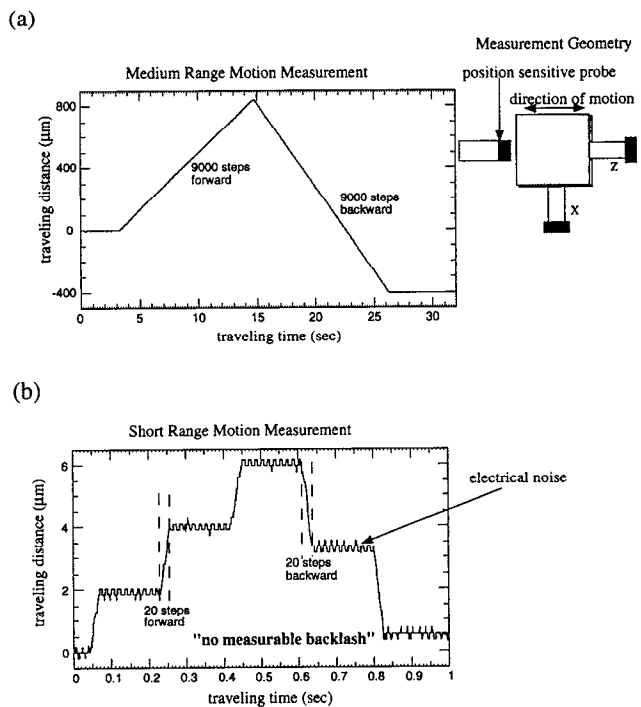 (a)
Medium Range Motion Measurement
Measurement Geometry
position sensitive probe
direction of motion
Z
X
800
400
0
-400
traveling distance (μm)
9000 steps
forward
9000 steps
backward
0
5
10
15
20
25
30
traveling time (sec)
(b)
Short Range Motion Measurement
6
4
2
0
traveling distance (μm)
20 steps
forward
20 steps
backward
electrical noise
"no measurable backlash"
0
0.1
0.2
0.3
0.4
0.5
0.6
0.7
0.8
0.9
1
traveling time (sec)